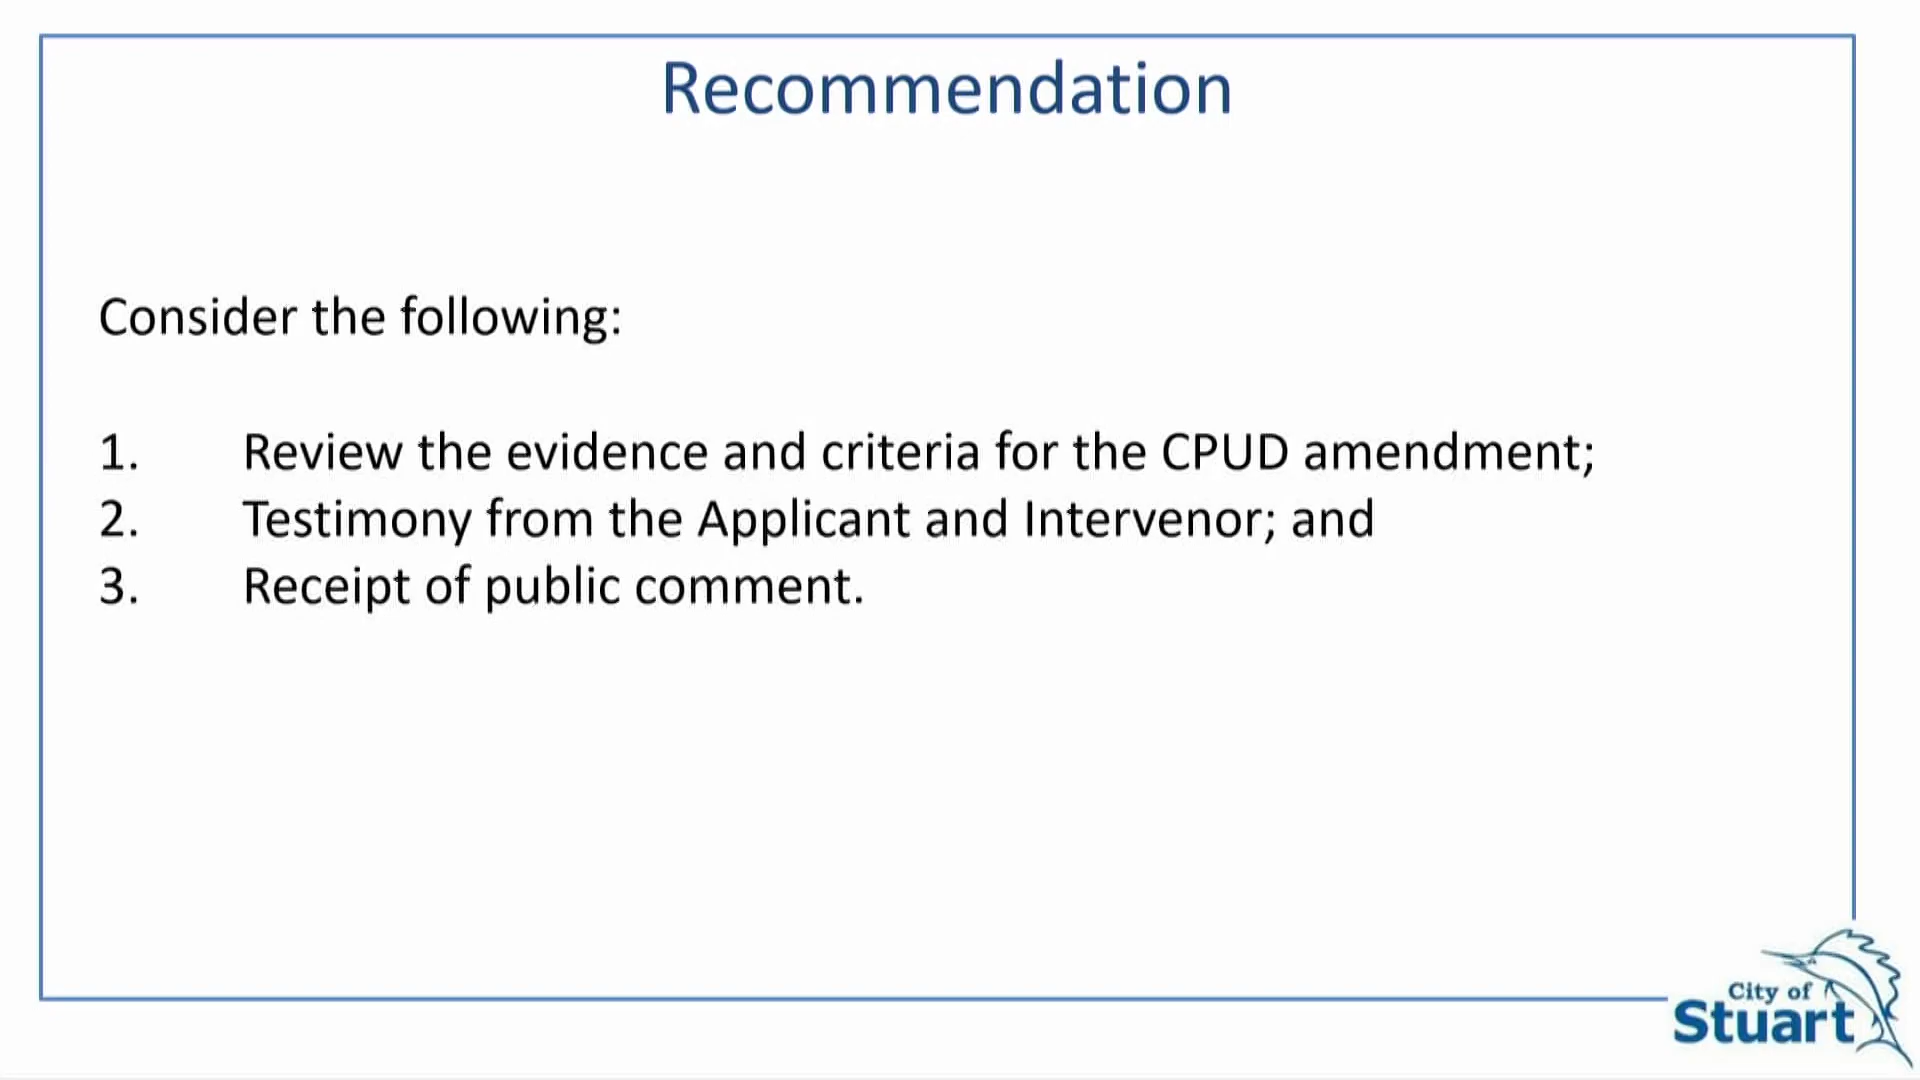 Recommendation
Consider the following:
1. Review the evidence and criteria for the CPUD amendment;
2. Testimony from the Applicant and Intervenor; and
3. Receipt of public comment.
City of
Stuart